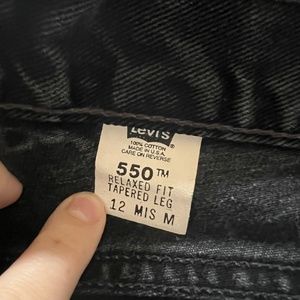 Levi's ®
100% COTTON
MADE IN U.S.A.
CARE ON REVERSE
550™
RELAXED FIT
TAPERED LEG
12 MIS M